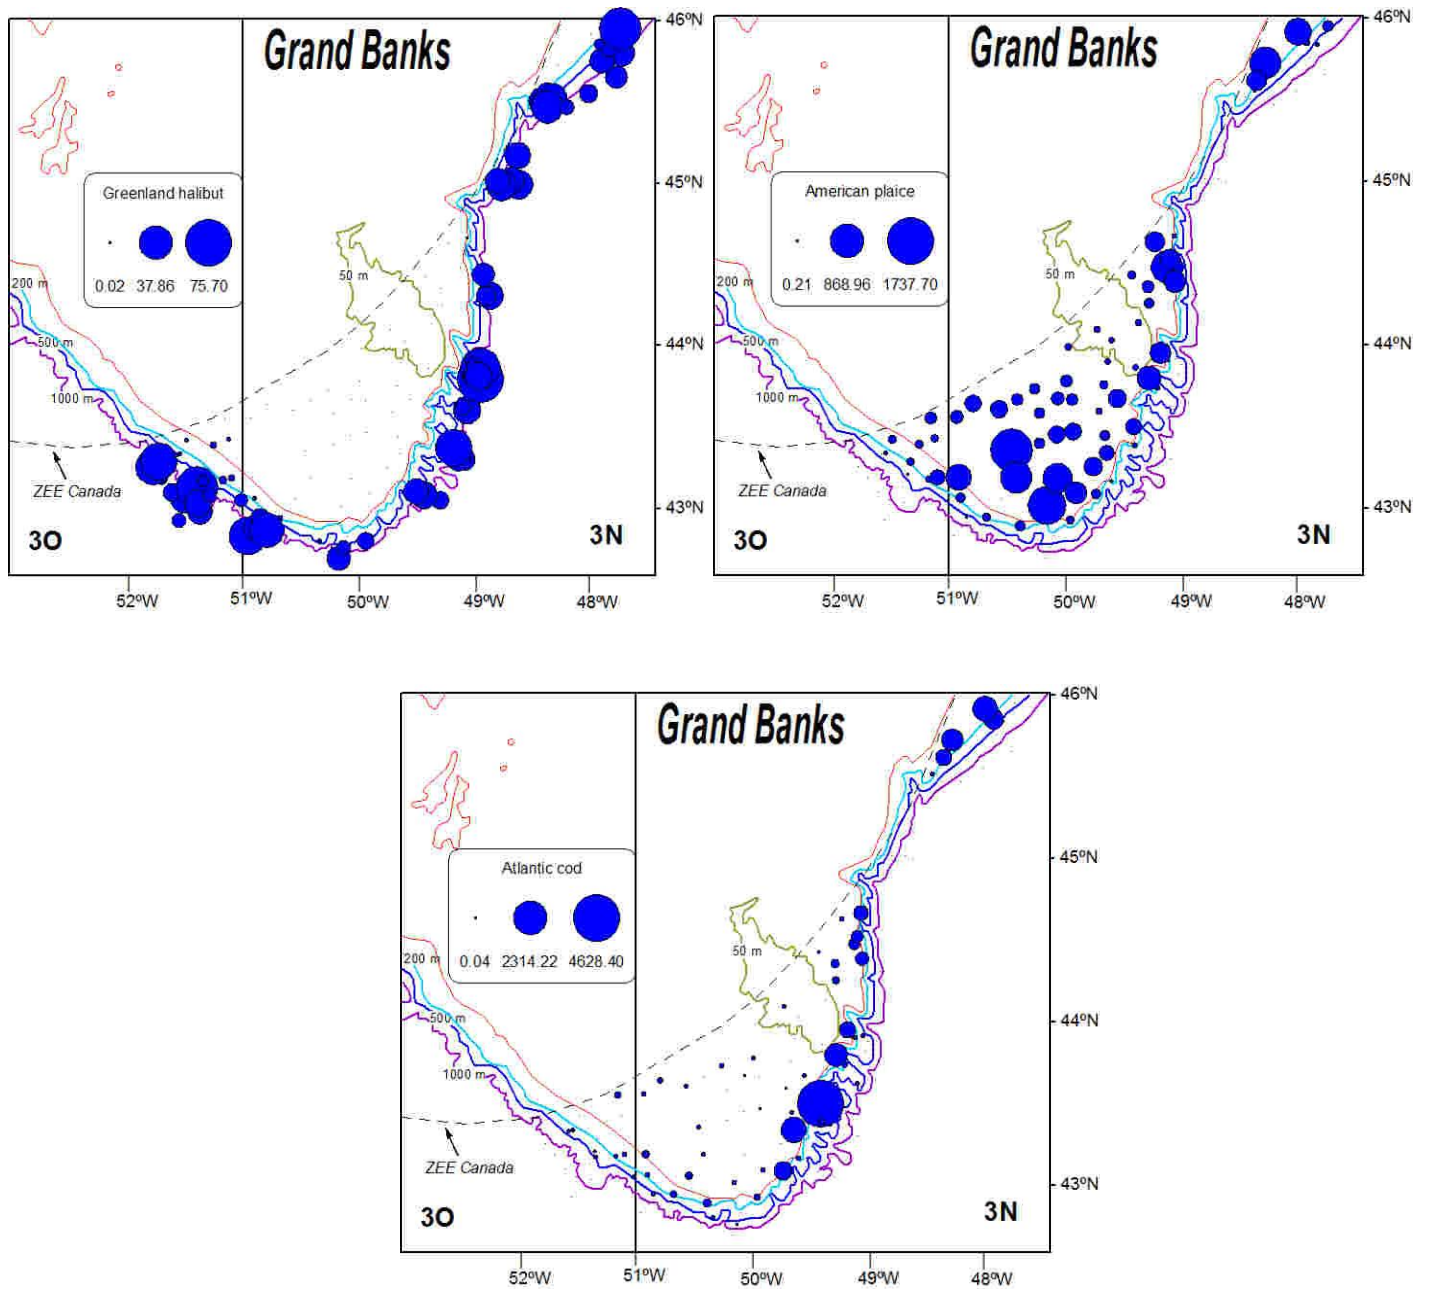 Grand Banks
46ºN
45ºN
44ºN
43ºN
Greenland halibut
0.02 37.86 75.70
50 m
200 m
500 m
1000 m
ZEE Canada
3O
3N
52ºW 51ºW 50ºW 49ºW 48ºW
Grand Banks
46ºN
45ºN
44ºN
43ºN
American plaice
0.21 868.96 1737.70
50 m
200 m
500 m
1000 m
ZEE Canada
3O
3N
52ºW 51ºW 50ºW 49ºW 48ºW
Grand Banks
46ºN
45ºN
44ºN
43ºN
Atlantic cod
0.04 2314.22 4628.40
50 m
200 m
500 m
1000 m
ZEE Canada
3O
3N
52ºW 51ºW 50ºW 49ºW 48ºW